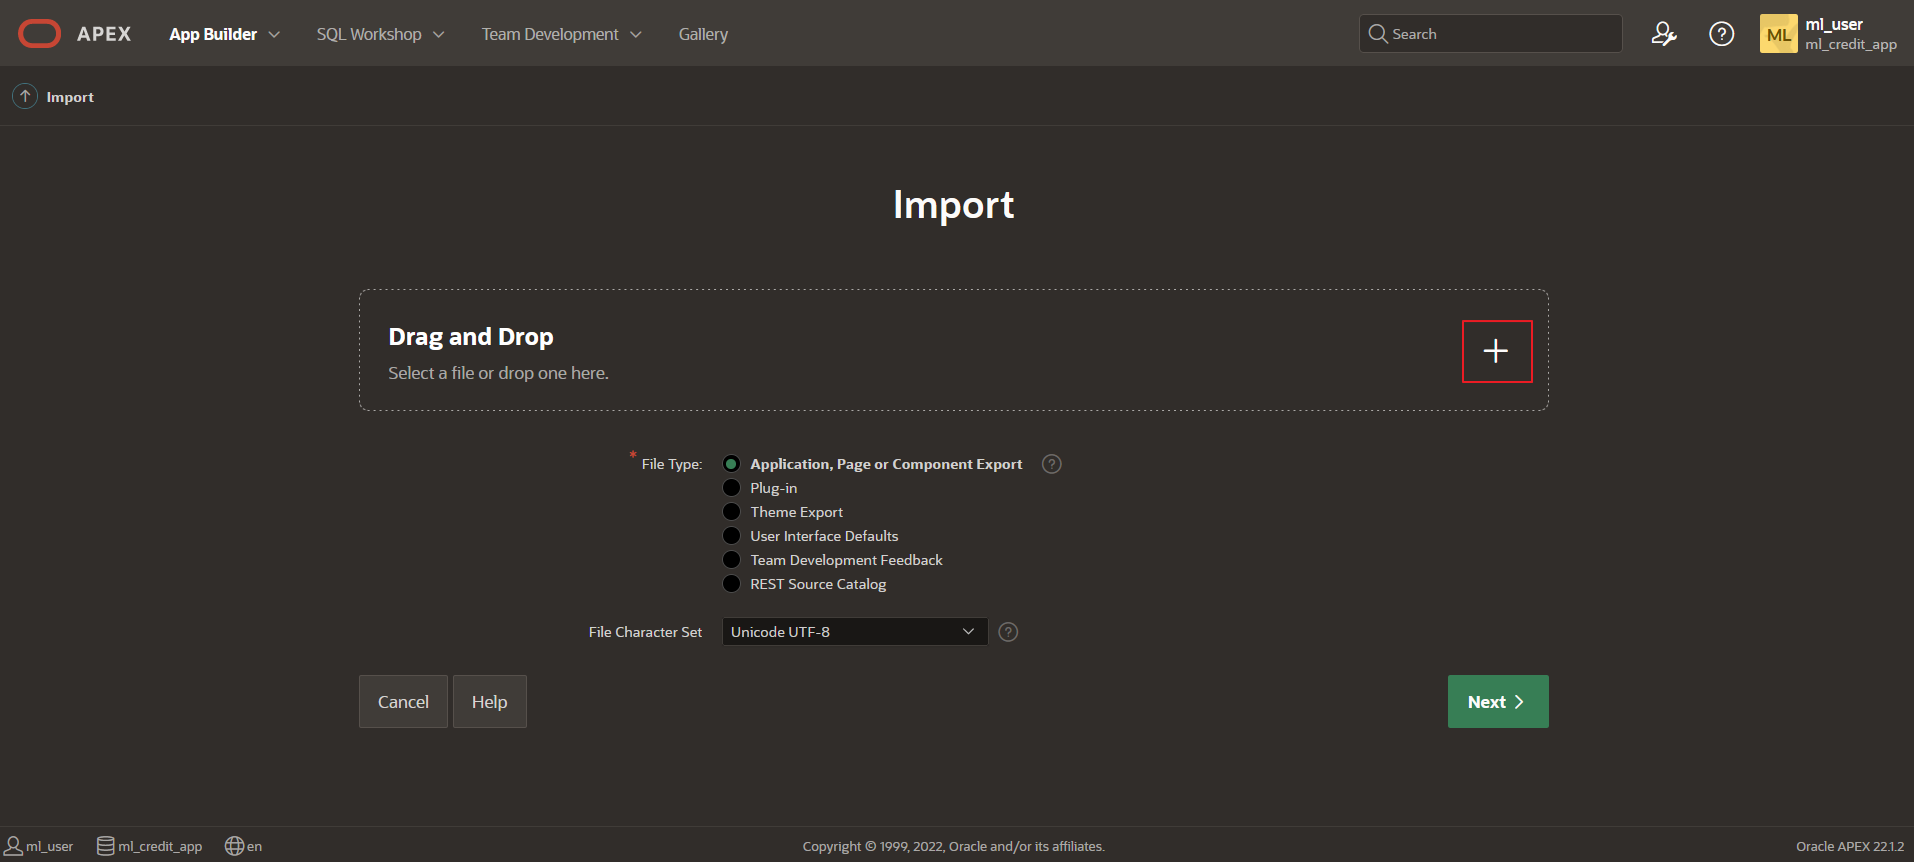 APEX App Builder SQL Workshop Team Development Gallery Search ? ML ml_user
ml_credit_app
Import
Import
Drag and Drop
Select a file or drop one here.
* File Type: Application, Page or Component Export ?
Plug-in
Theme Export
User Interface Defaults
Team Development Feedback
REST Source Catalog
File Character Set Unicode UTF-8 ?
Cancel Help Next
ml_user ml_credit_app en Copyright © 1999, 2022, Oracle and/or its affiliates. Oracle APEX 22.1.2